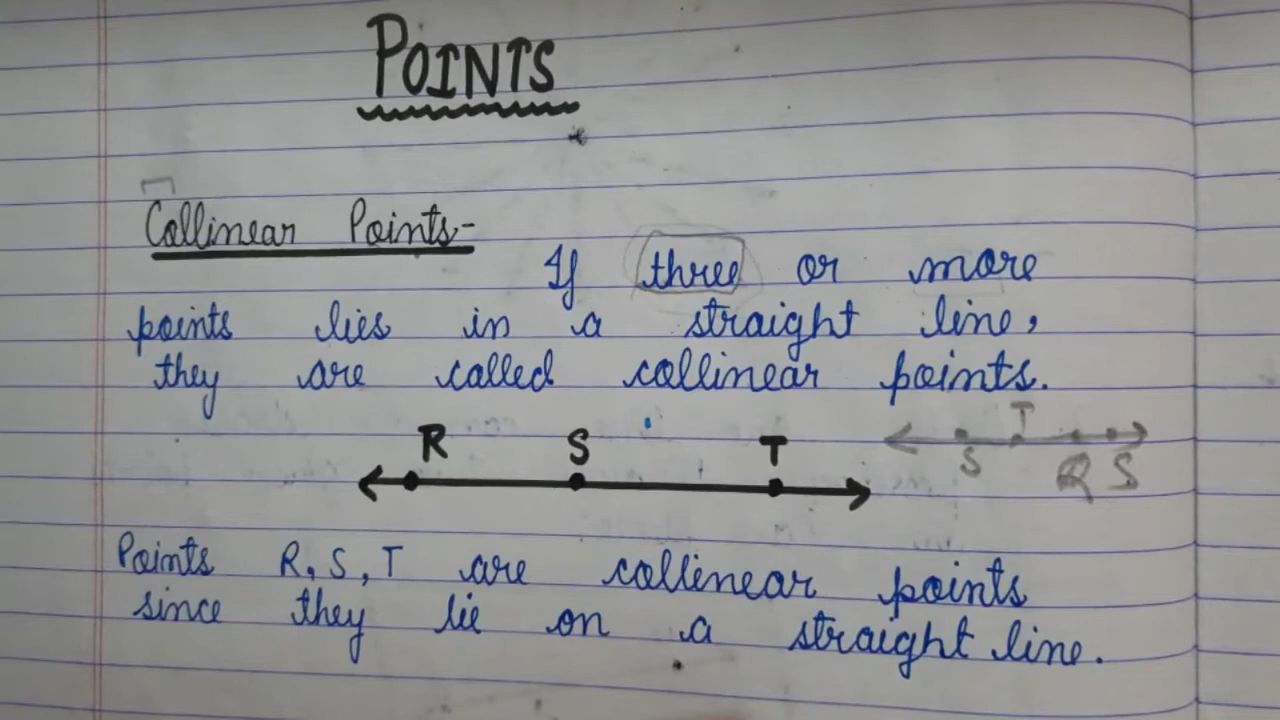 POINTS
Collinear Points-
If three or more
points lies in a straight line,
they are called collinear points.
R S T
T
S R S
Points R, S, T are collinear points
since they lie on a straight line.